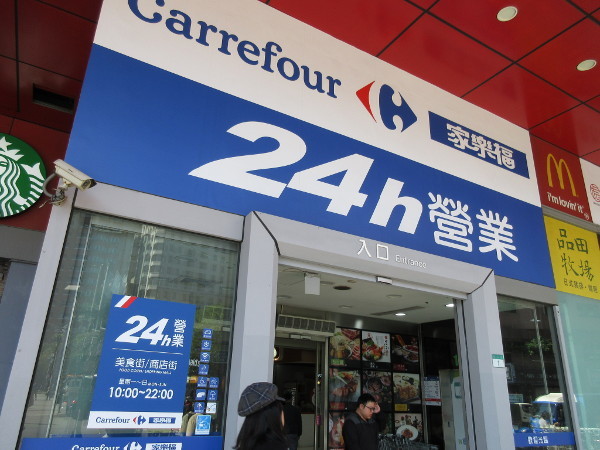 Carrefour
家樂福
24h營業
i'm lovin' it
品田
牧場
入口 Entrance
24h 營業
美食街/商店街
10:00~22:00
Carrefour 家樂福